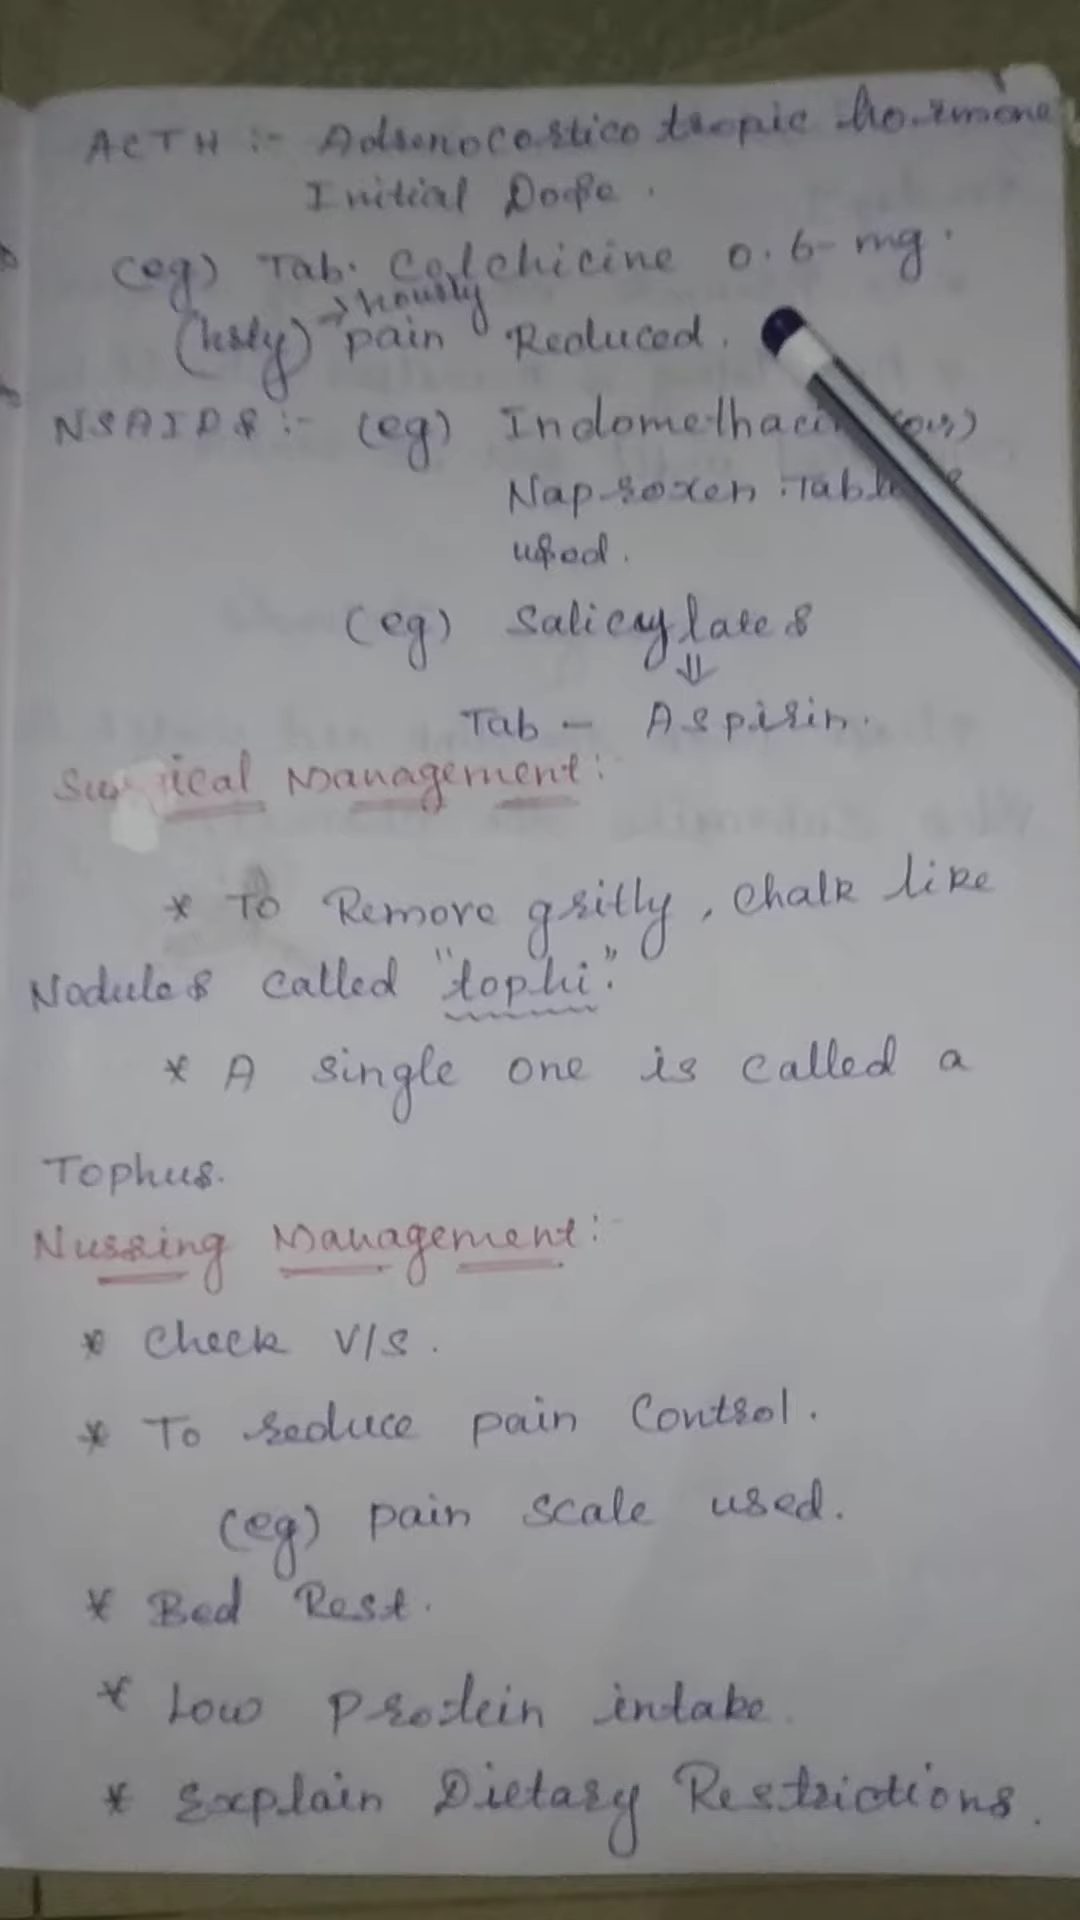 ACTH :- Adrenocortico tropic hormone
Initial Dose.
(eg) Tab. Colchicine 0.6 mg.
→ hourly
(hrly) pain Reduced.
NSAIDS :- (eg) Indomethacin (or)
Naproxen Tab
used.
(eg) Salicylates
⇓
Tab - Aspirin.
Surgical Management:-
* To Remove gritty, chalk like
Nodules called "tophi".
* A single one is called a
Tophus.
Nursing Management:-
* Check V/S.
* To reduce pain Control.
(eg) pain scale used.
* Bed Rest.
* Low protein intake.
* Explain Dietary Restrictions.